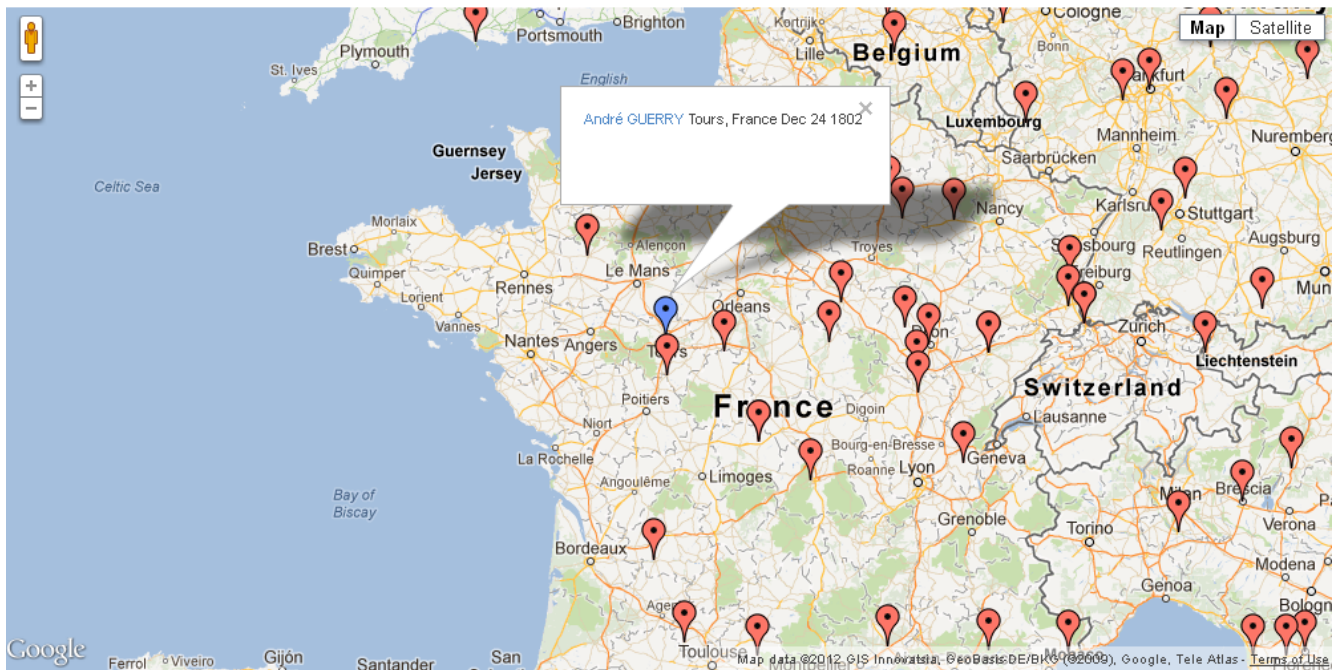 Brighton
Portsmouth
Plymouth
St. Ives
English
Kortrijk
Lille
Belgium
Cologne
Bonn
Map
Satellite
Luxembourg
Mannheim
Nuremberg
Saarbrücken
André GUERRY Tours, France Dec 24 1802
Guernsey
Jersey
Celtic Sea
Morlaix
Brest
Quimper
Lorient
Vannes
Rennes
Alençon
Le Mans
Orleans
Troyes
Nancy
Stuttgart
Reutlingen
Augsburg
Nantes
Angers
Tours
Zurich
Liechtenstein
Switzerland
Lausanne
Geneva
Poitiers
France
Niort
La Rochelle
Digoin
Bourg-en-Bresse
Roanne
Lyon
Limoges
Angoulême
Bay of
Biscay
Bordeaux
Grenoble
Torino
Milan
Brescia
Verona
Genoa
Modena
Toulouse
Google
Ferrol
Viveiro
Gijón
Santander
San
Map data ©2012 GIS Innovatsia, GeoBasis-DE/BKG (©2009), Google, Tele Atlas - Terms of Use